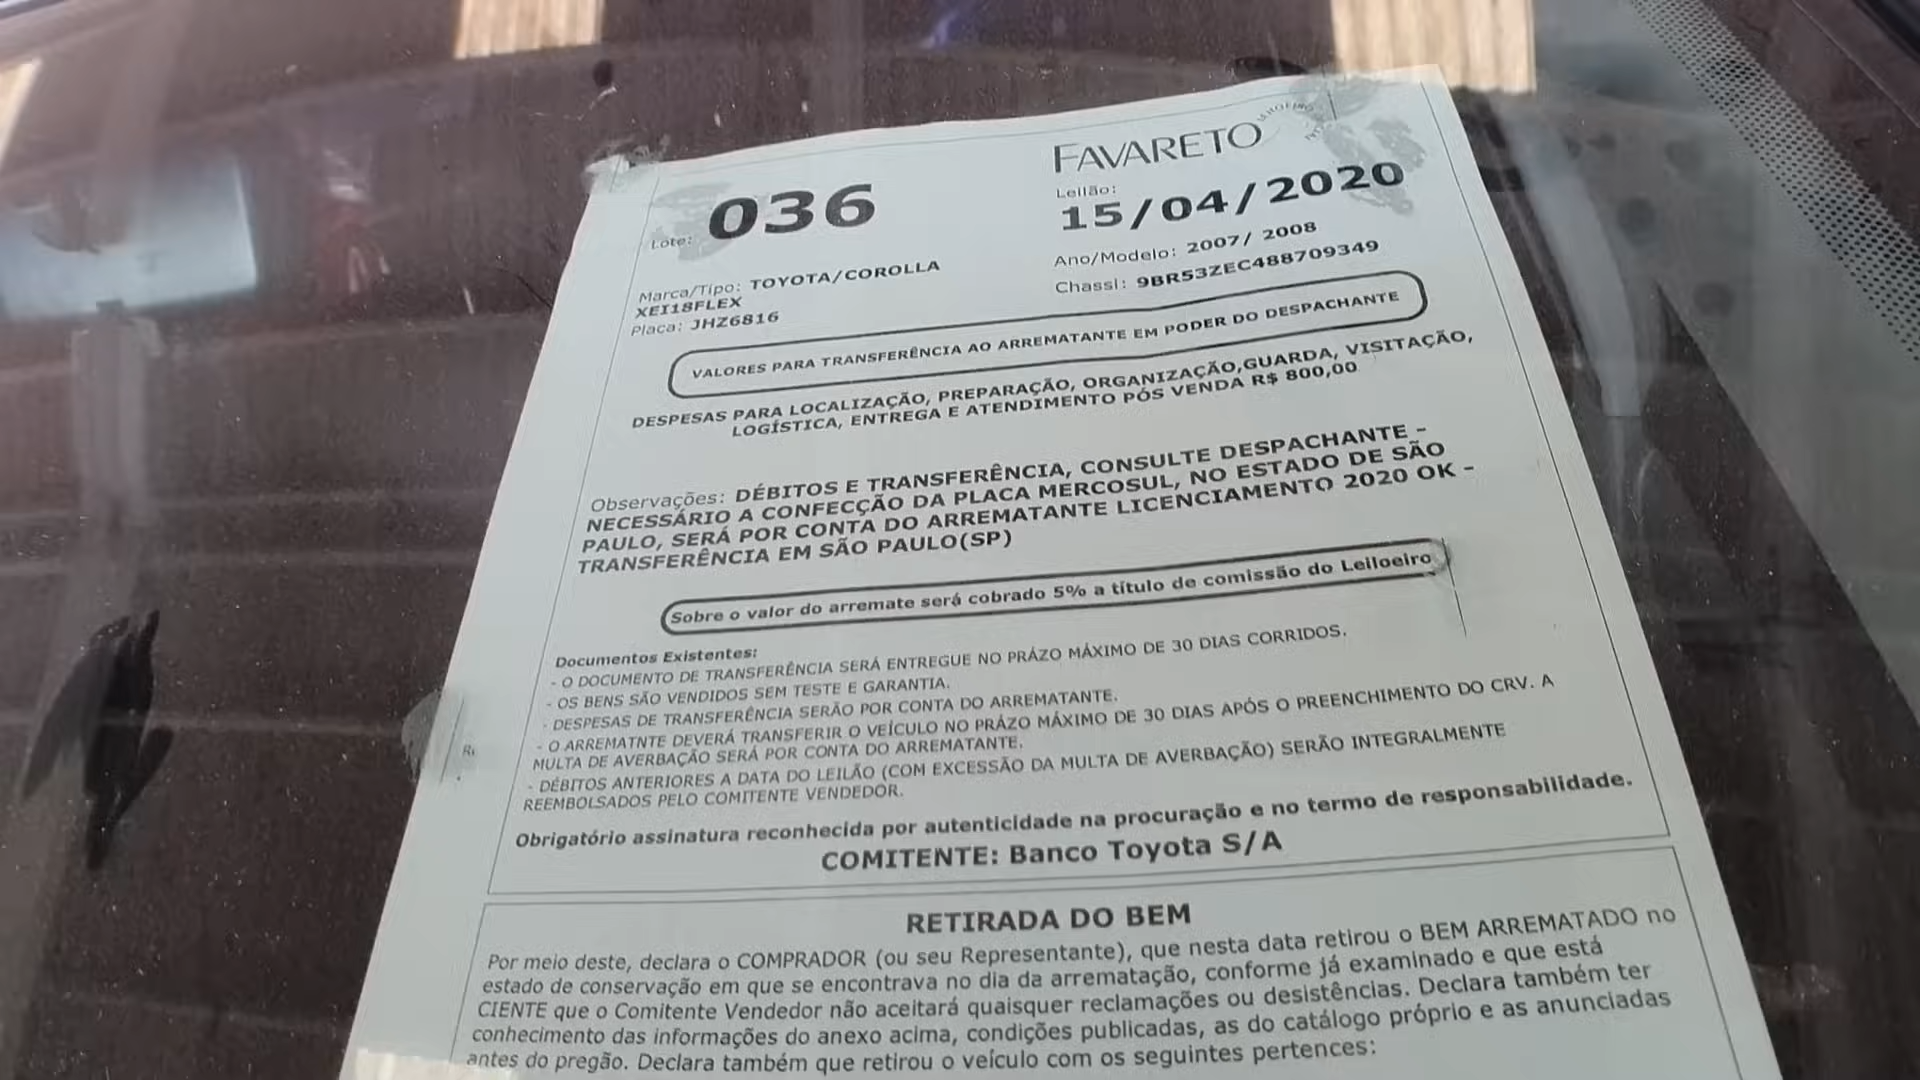 FAVARETO
Lote: 036
Leilão:
15/04/2020
Marca/Tipo: TOYOTA/COROLLA
XEI18FLEX
Placa: JHZ6816
Ano/Modelo: 2007/ 2008
Chassi: 9BR53ZEC488709349
VALORES PARA TRANSFERÊNCIA AO ARREMATANTE EM PODER DO DESPACHANTE
DESPESAS PARA LOCALIZAÇÃO, PREPARAÇÃO, ORGANIZAÇÃO,GUARDA, VISITAÇÃO,
LOGÍSTICA, ENTREGA E ATENDIMENTO PÓS VENDA R$ 800,00
Observações: DÉBITOS E TRANSFERÊNCIA, CONSULTE DESPACHANTE -
NECESSÁRIO A CONFECÇÃO DA PLACA MERCOSUL, NO ESTADO DE SÃO
PAULO, SERÁ POR CONTA DO ARREMATANTE LICENCIAMENTO 2020 OK -
TRANSFERÊNCIA EM SÃO PAULO(SP)
Sobre o valor do arremate será cobrado 5% a título de comissão do Leiloeiro
Documentos Existentes:
- O DOCUMENTO DE TRANSFERÊNCIA SERÁ ENTREGUE NO PRÁZO MÁXIMO DE 30 DIAS CORRIDOS.
- OS BENS SÃO VENDIDOS SEM TESTE E GARANTIA.
- DESPESAS DE TRANSFERÊNCIA SERÃO POR CONTA DO ARREMATANTE.
- O ARREMATNTE DEVERÁ TRANSFERIR O VEÍCULO NO PRÁZO MÁXIMO DE 30 DIAS APÓS O PREENCHIMENTO DO CRV. A
MULTA DE AVERBAÇÃO SERÁ POR CONTA DO ARREMATANTE.
- DÉBITOS ANTERIORES A DATA DO LEILÃO (COM EXCESSÃO DA MULTA DE AVERBAÇÃO) SERÃO INTEGRALMENTE
REEMBOLSADOS PELO COMITENTE VENDEDOR.
Obrigatório assinatura reconhecida por autenticidade na procuração e no termo de responsabilidade.
COMITENTE: Banco Toyota S/A
RETIRADA DO BEM
Por meio deste, declara o COMPRADOR (ou seu Representante), que nesta data retirou o BEM ARREMATADO no
estado de conservação em que se encontrava no dia da arrematação, conforme já examinado e que está
CIENTE que o Comitente Vendedor não aceitará quaisquer reclamações ou desistências. Declara também ter
conhecimento das informações do anexo acima, condições publicadas, as do catálogo próprio e as anunciadas
antes do pregão. Declara também que retirou o veículo com os seguintes pertences: